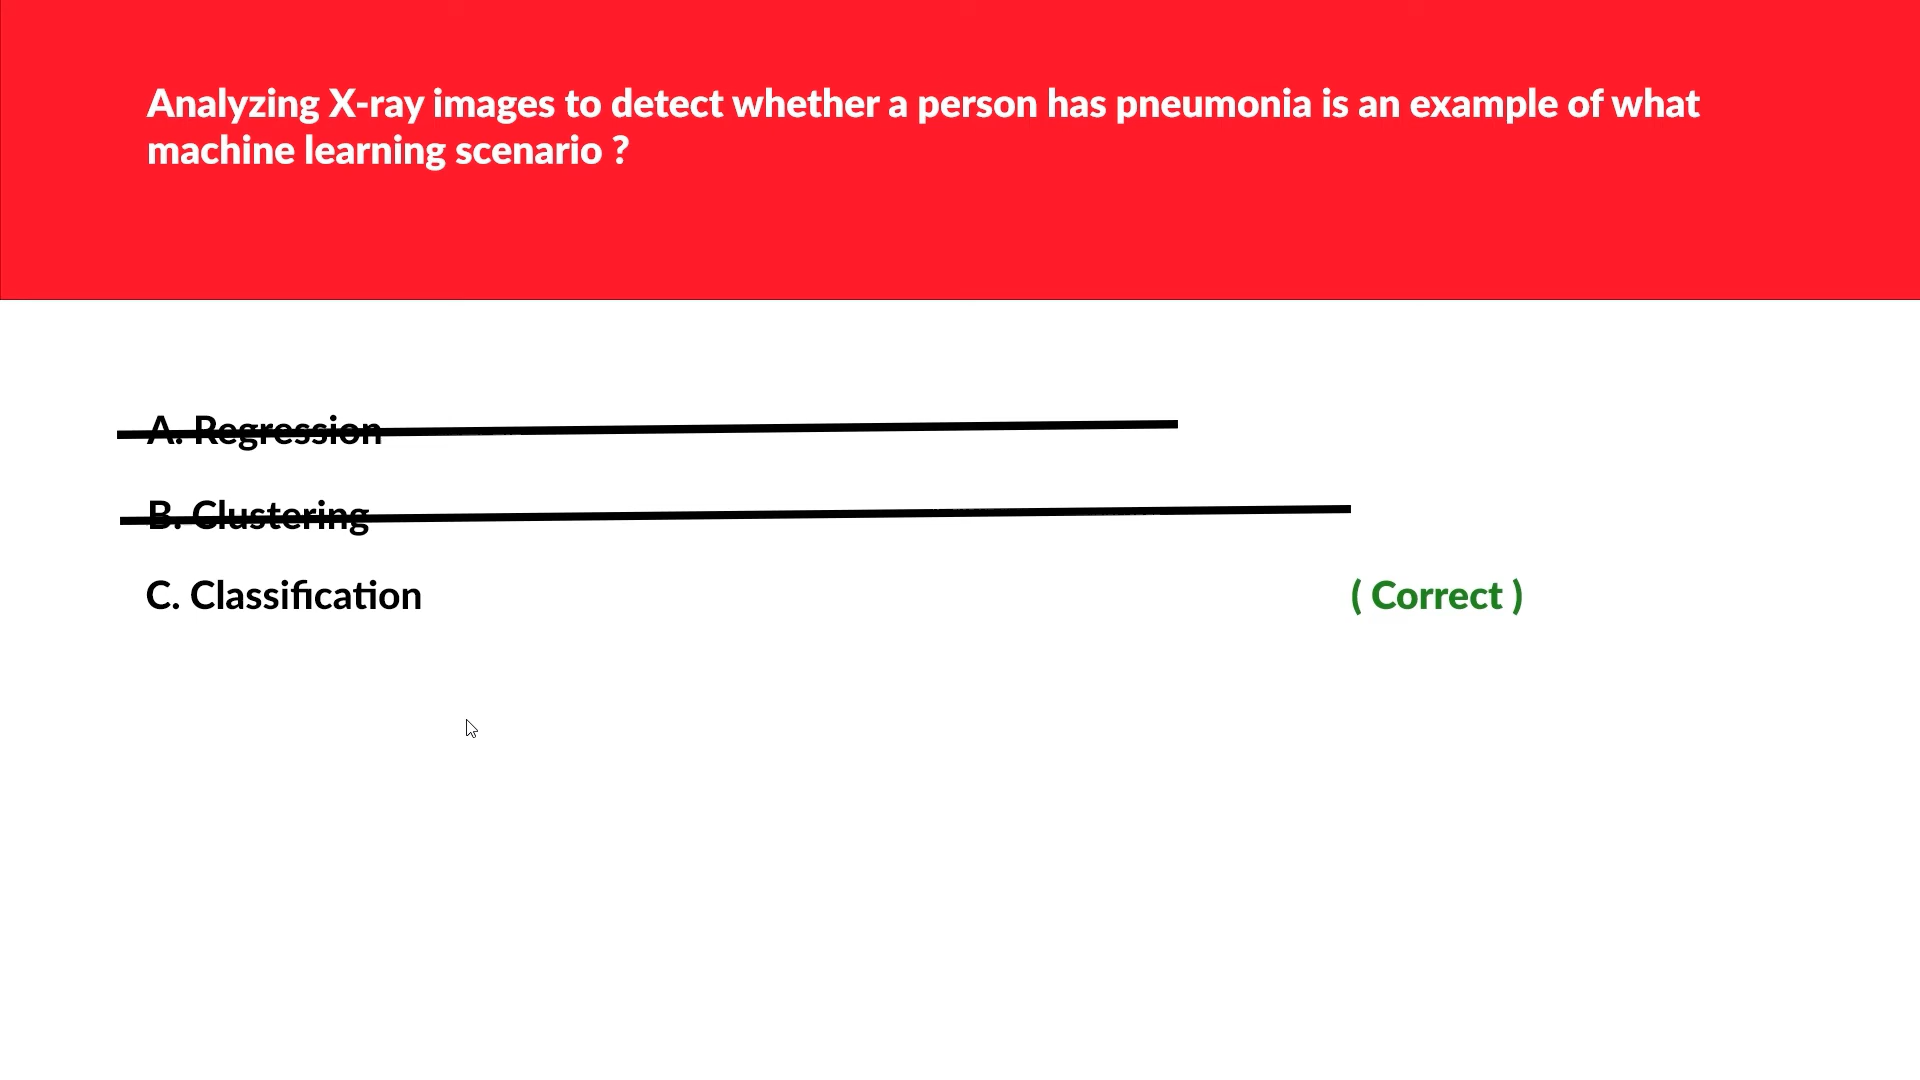 Analyzing X-ray images to detect whether a person has pneumonia is an example of what
machine learning scenario ?
A. Regression
B. Clustering
C. Classification ( Correct )